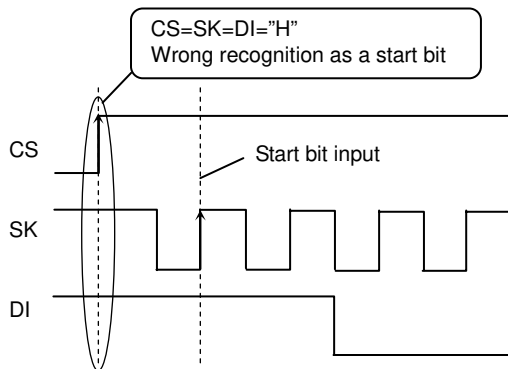 CS=SK=DI=”H”
Wrong recognition as a start bit
CS
Start bit input
SK
DI